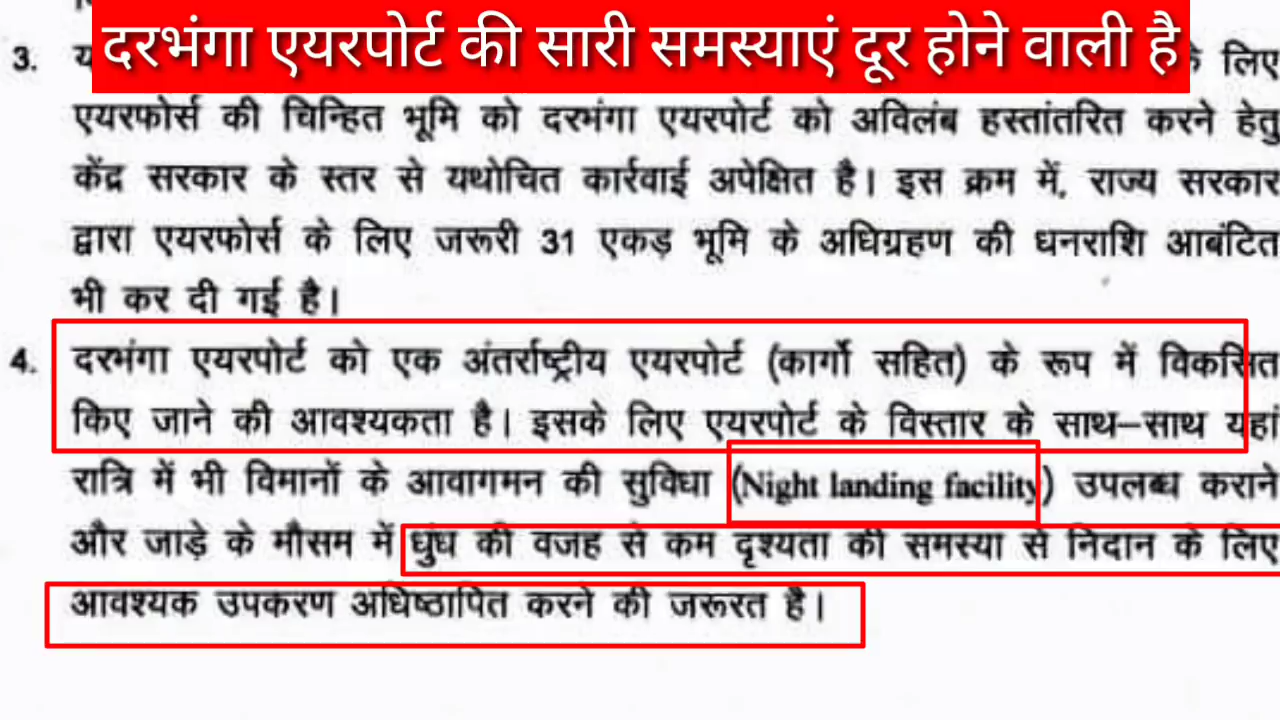 दरभंगा एयरपोर्ट की सारी समस्याएं दूर होने वाली है
3. लिए
एयरफोर्स की चिन्हित भूमि को दरभंगा एयरपोर्ट को अविलंब हस्तांतरित करने हेतु
केंद्र सरकार के स्तर से यथोचित कार्रवाई अपेक्षित है। इस क्रम में, राज्य सरकार
द्वारा एयरफोर्स के लिए जरूरी 31 एकड़ भूमि के अधिग्रहण की धनराशि आबंटित
भी कर दी गई है।
4. दरभंगा एयरपोर्ट को एक अंतर्राष्ट्रीय एयरपोर्ट (कार्गो सहित) के रूप में विकसित
किए जाने की आवश्यकता है। इसके लिए एयरपोर्ट के विस्तार के साथ–साथ यहां
रात्रि में भी विमानों के आवागमन की सुविधा (Night landing facility) उपलब्ध कराने
और जाड़े के मौसम में धुंध की वजह से कम दृश्यता की समस्या से निदान के लिए
आवश्यक उपकरण अधिष्ठापित करने की जरूरत है।